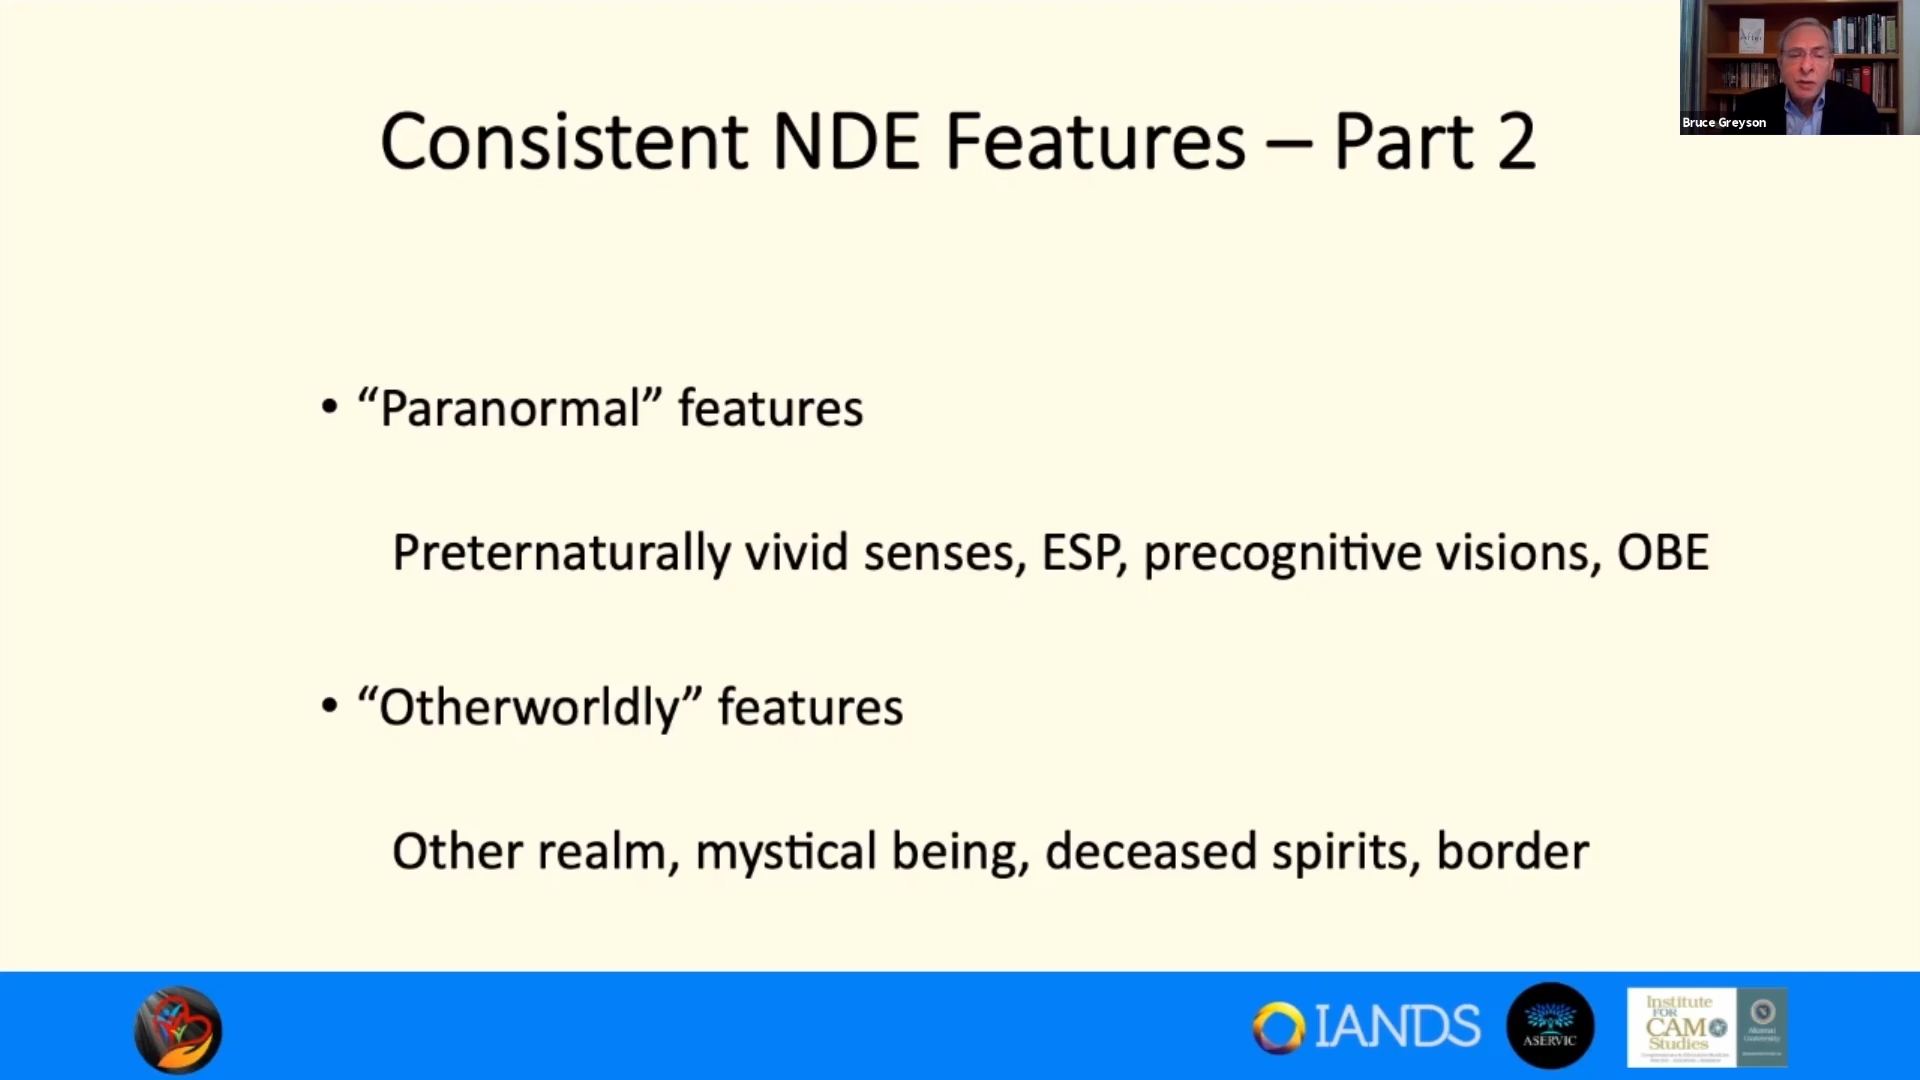 Consistent NDE Features – Part 2
Bruce Greyson
• “Paranormal” features
Preternaturally vivid senses, ESP, precognitive visions, OBE
• “Otherworldly” features
Other realm, mystical being, deceased spirits, border
IANDS
ASERVIC
Institute
FOR
CAM
Studies